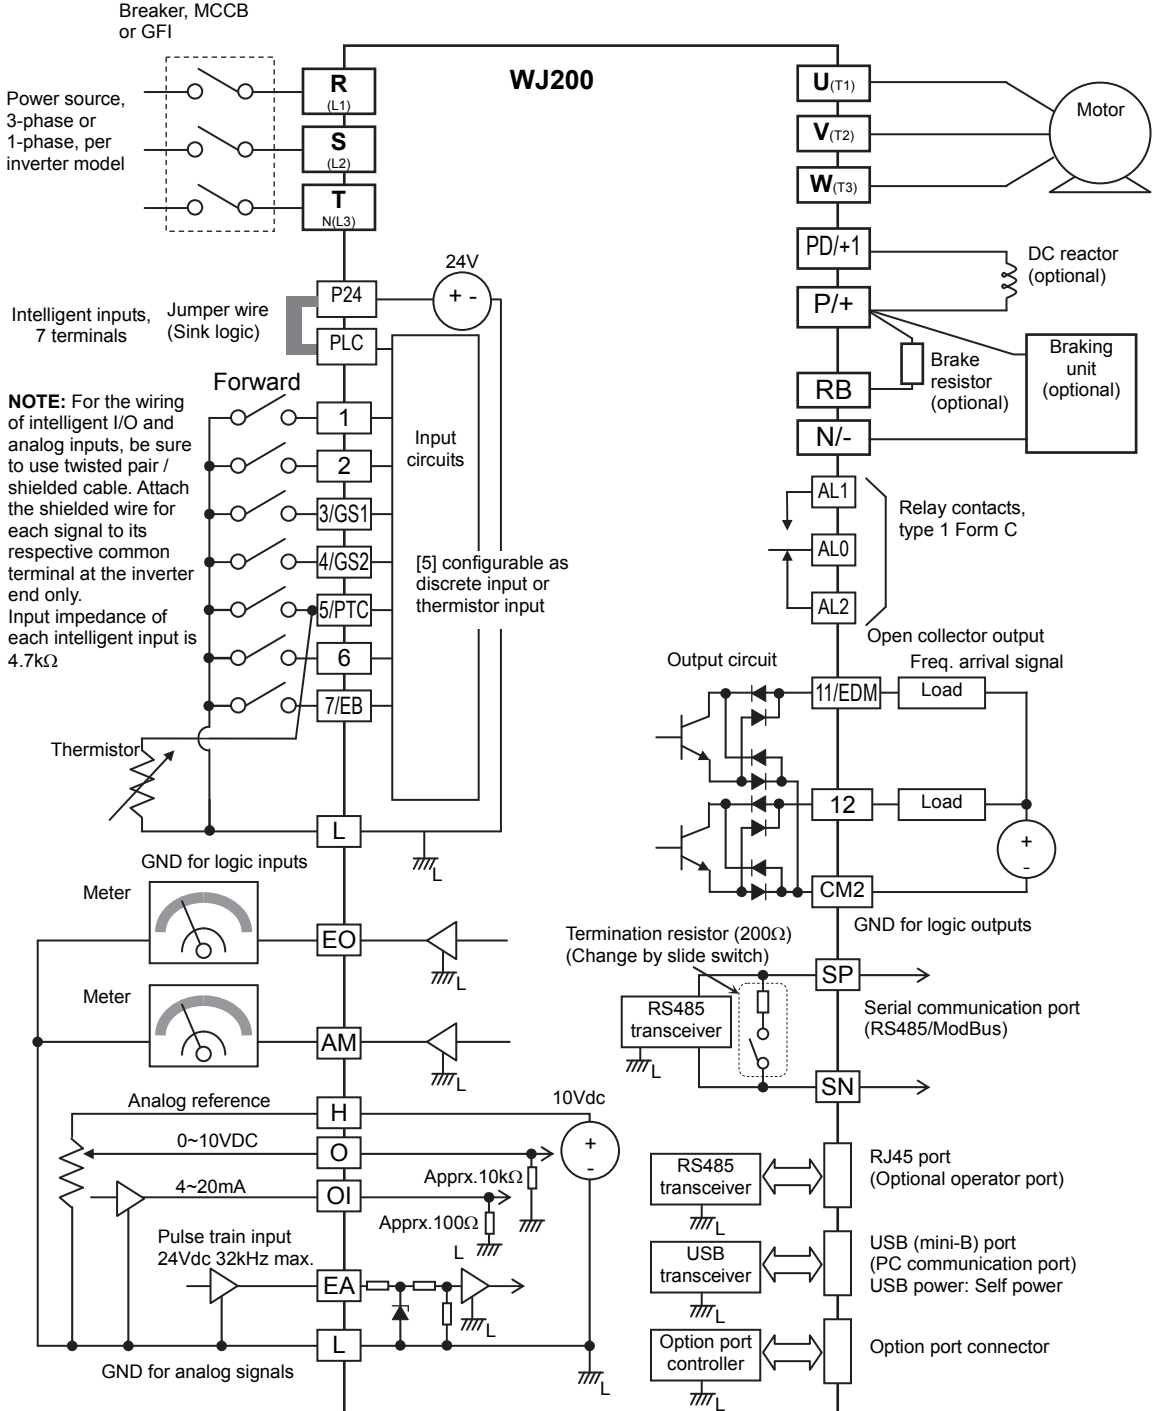 Breaker, MCCB
or GFI
WJ200
Power source,
3-phase or
1-phase, per
inverter model
R
(L1)
S
(L2)
T
N(L3)
U(T1)
V(T2)
W(T3)
Motor
PD/+1
P/+
DC reactor
(optional)
RB
N/-
Brake
resistor
(optional)
Braking
unit
(optional)
24V
+ -
P24
PLC
Intelligent inputs,
7 terminals
Jumper wire
(Sink logic)
Forward
NOTE: For the wiring
of intelligent I/O and
analog inputs, be sure
to use twisted pair /
shielded cable. Attach
the shielded wire for
each signal to its
respective common
terminal at the inverter
end only.
Input impedance of
each intelligent input is
4.7kΩ
1
2
3/GS1
4/GS2
5/PTC
6
7/EB
Input
circuits
[5] configurable as
discrete input or
thermistor input
AL1
AL0
AL2
Relay contacts,
type 1 Form C
Open collector output
Freq. arrival signal
Output circuit
11/EDM
Load
12
Load
+
-
CM2
GND for logic outputs
Thermistor
L
L
GND for logic inputs
Meter
EO
L
Meter
AM
L
Termination resistor (200Ω)
(Change by slide switch)
RS485
transceiver
L
SP
SN
Serial communication port
(RS485/ModBus)
Analog reference
H
10Vdc
+
-
0~10VDC
O
Apprx.10kΩ
4~20mA
OI
Apprx.100Ω
L
Pulse train input
24Vdc 32kHz max.
EA
L
L
GND for analog signals
L
RS485
transceiver
L
RJ45 port
(Optional operator port)
USB
transceiver
L
USB (mini-B) port
(PC communication port)
USB power: Self power
Option port
controller
L
Option port connector